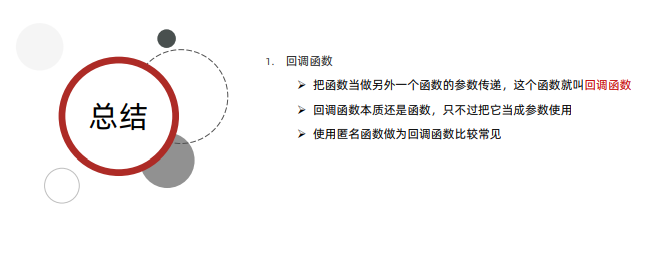 总结
1. 回调函数
➢ 把函数当做另外一个函数的参数传递，这个函数就叫回调函数
➢ 回调函数本质还是函数，只不过把它当成参数使用
➢ 使用匿名函数做为回调函数比较常见